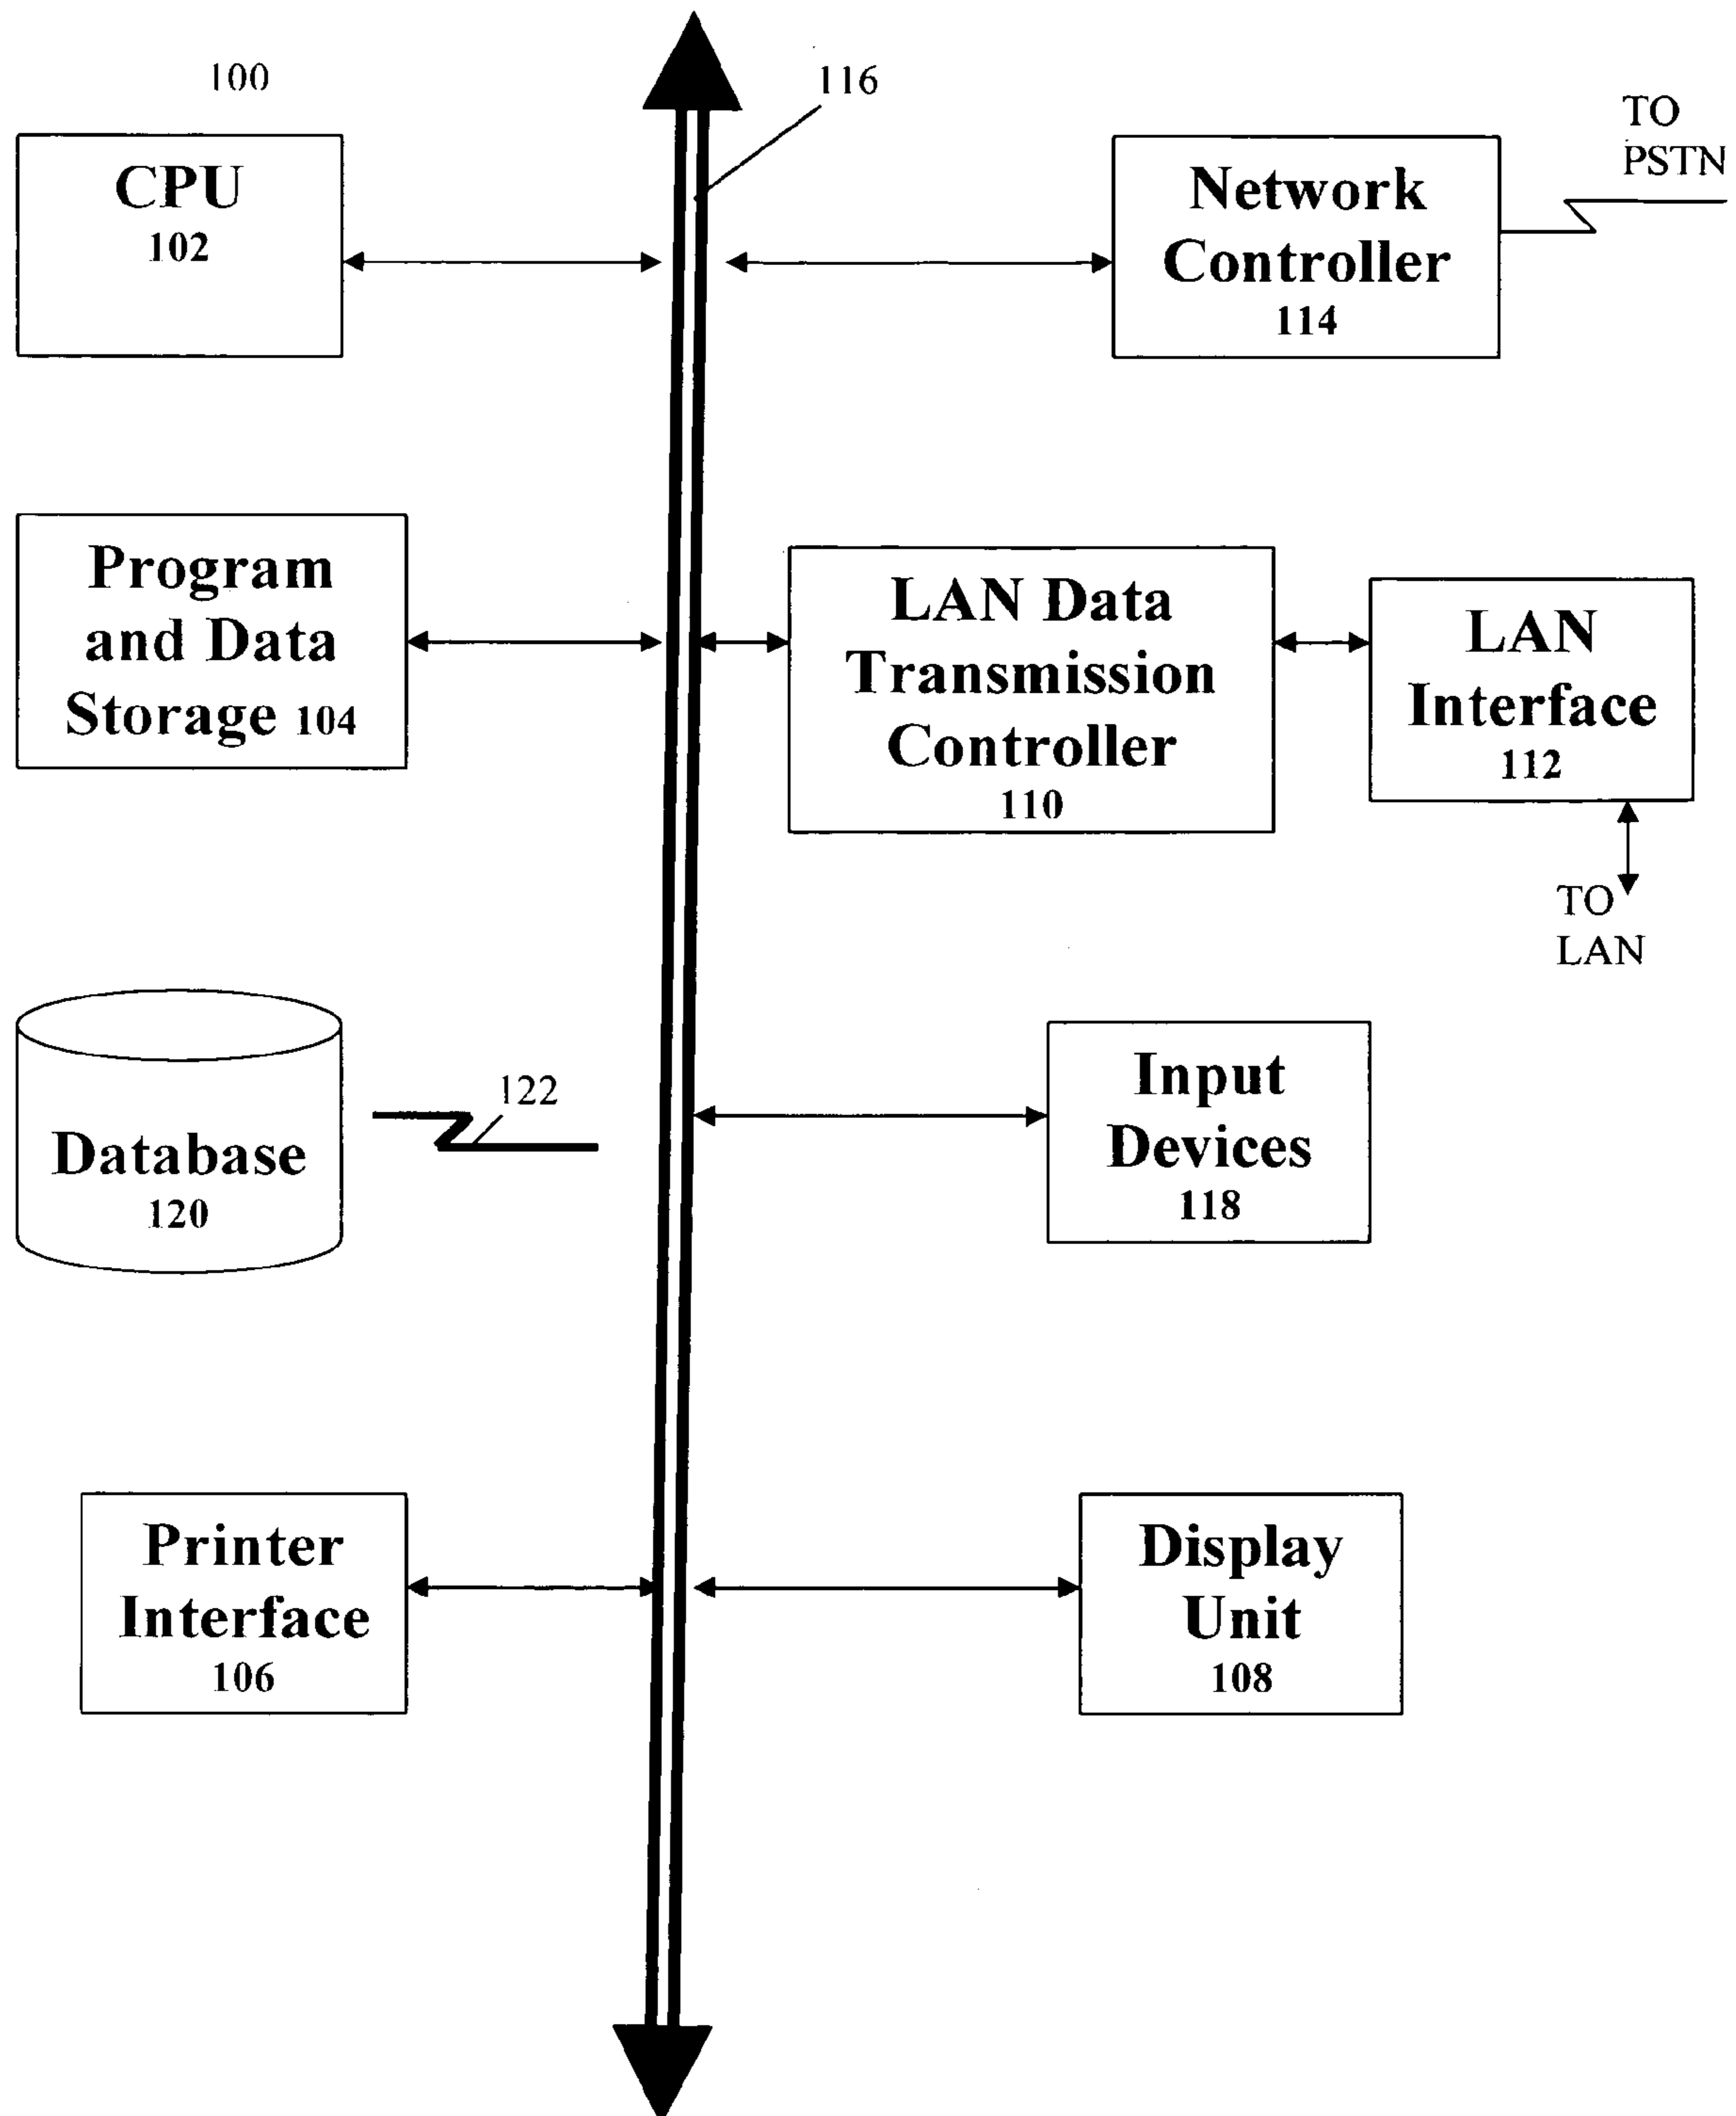 100
116
TO
PSTN
CPU
102
Network
Controller
114
Program
and Data
Storage 104
LAN Data
Transmission
Controller
110
LAN
Interface
112
TO
LAN
Database
120
122
Input
Devices
118
Printer
Interface
106
Display
Unit
108